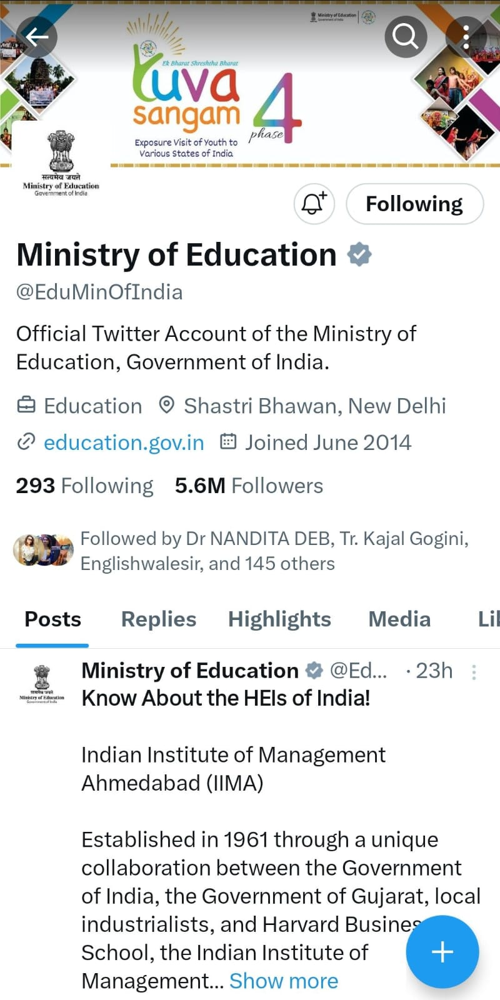 Ministry of Education
Government of India
Ek Bharat Shreshtha Bharat
Yuva
sangam
phase 4
Exposure Visit of Youth to
Various States of India
सत्यमेव जयते
Ministry of Education
Government of India
Following
Ministry of Education
@EduMinOfIndia
Official Twitter Account of the Ministry of
Education, Government of India.
Education Shastri Bhawan, New Delhi
education.gov.in Joined June 2014
293 Following 5.6M Followers
Followed by Dr NANDITA DEB, Tr. Kajal Gogini,
Englishwalesir, and 145 others
Posts Replies Highlights Media Lil
Ministry of Education @Ed... · 23h
सत्यमेव जयते
Ministry of Education
Government of India
Know About the HEIs of India!
Indian Institute of Management
Ahmedabad (IIMA)
Established in 1961 through a unique
collaboration between the Government
of India, the Government of Gujarat, local
industrialists, and Harvard Busines
School, the Indian Institute of
Management... Show more